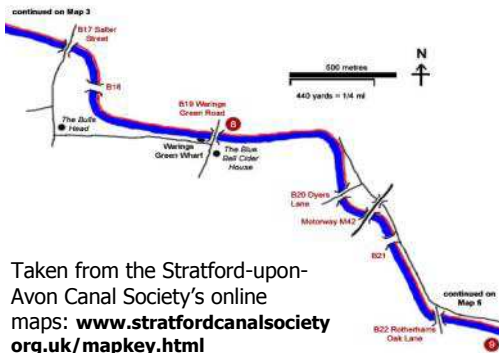 continued on Map 3
B17 Salter
Street
B18
N
500 metres
440 yards = 1/4 ml
B19 Warings
Green Road
8
The Bulls
Head
Warings
Green Wharf
The Blue
Bell Cider
House
B20 Dyers
Lane
Motorway M42
B21
continued on
Map 5
B22 Rotherhams
Oak Lane
9
Taken from the Stratford-upon-
Avon Canal Society’s online
maps: www.stratfordcanalsociety
org.uk/mapkey.html